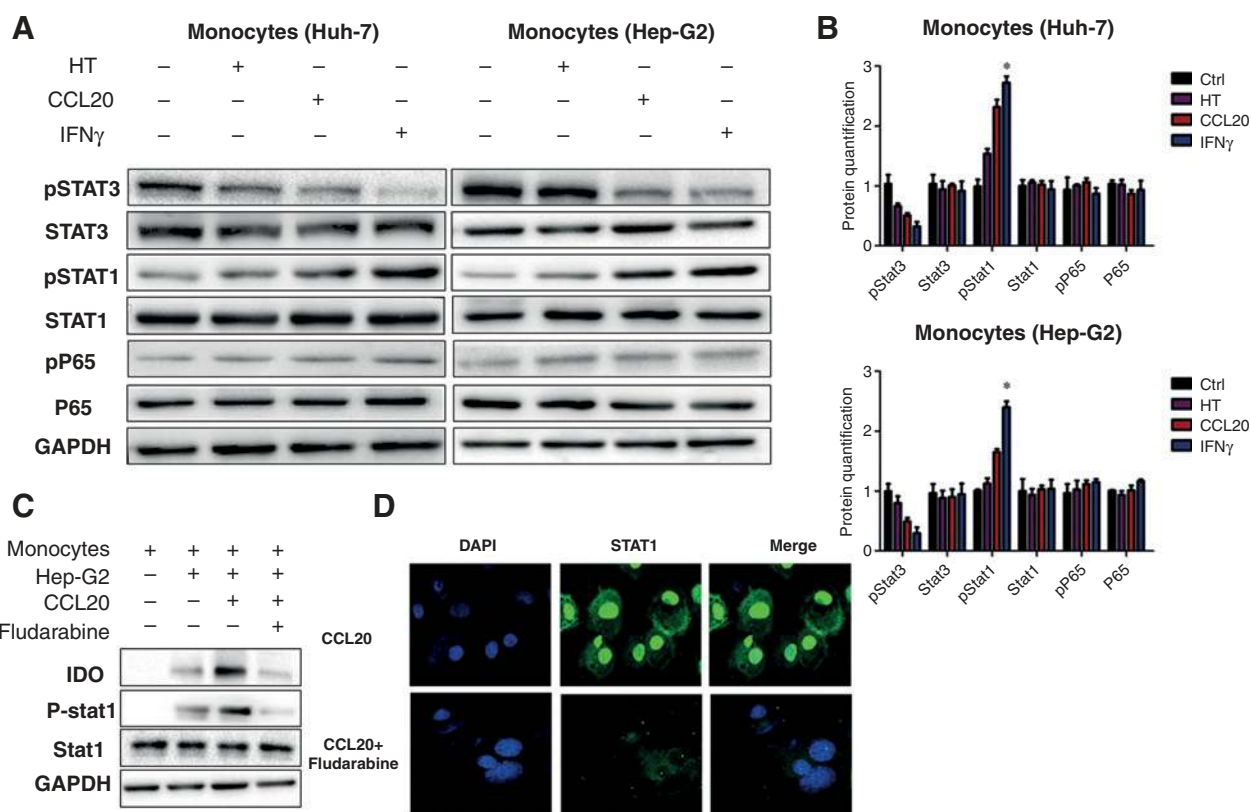 A
Monocytes (Huh-7) Monocytes (Hep-G2)
HT – + – – – + – –
CCL20 – – + – – – + –
IFNγ – – – + – – – +
pSTAT3
STAT3
pSTAT1
STAT1
pP65
P65
GAPDH
B
Monocytes (Huh-7)
Protein quantification
3
2
1
0
*
pStat3 Stat3 pStat1 Stat1 pP65 P65
Ctrl
HT
CCL20
IFNγ
Monocytes (Hep-G2)
Protein quantification
3
2
1
0
*
pStat3 Stat3 pStat1 Stat1 pP65 P65
Ctrl
HT
CCL20
IFNγ
C
Monocytes + + + +
Hep-G2 – + + +
CCL20 – – + +
Fludarabine – – – +
IDO
P-stat1
Stat1
GAPDH
D
DAPI STAT1 Merge
CCL20
CCL20+
Fludarabine